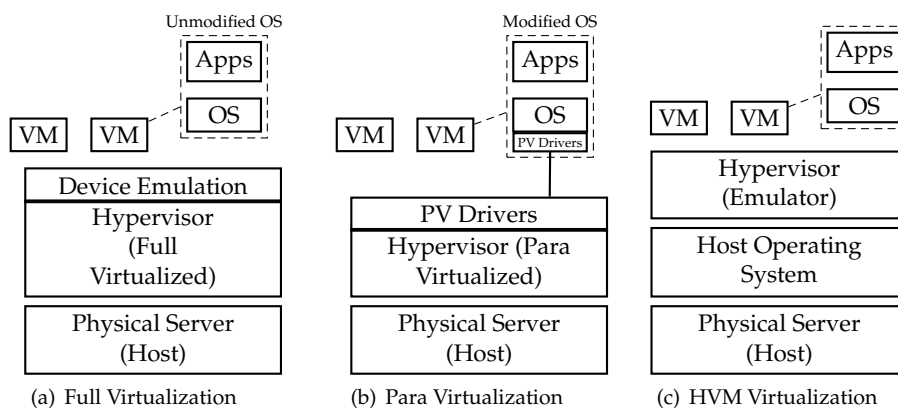 Unmodified OS
Apps
OS
VM
VM
Device Emulation
Hypervisor
(Full
Virtualized)
Physical Server
(Host)
(a) Full Virtualization
Modified OS
Apps
OS
PV Drivers
VM
VM
PV Drivers
Hypervisor (Para
Virtualized)
Physical Server
(Host)
(b) Para Virtualization
Apps
OS
VM
VM
Hypervisor
(Emulator)
Host Operating
System
Physical Server
(Host)
(c) HVM Virtualization